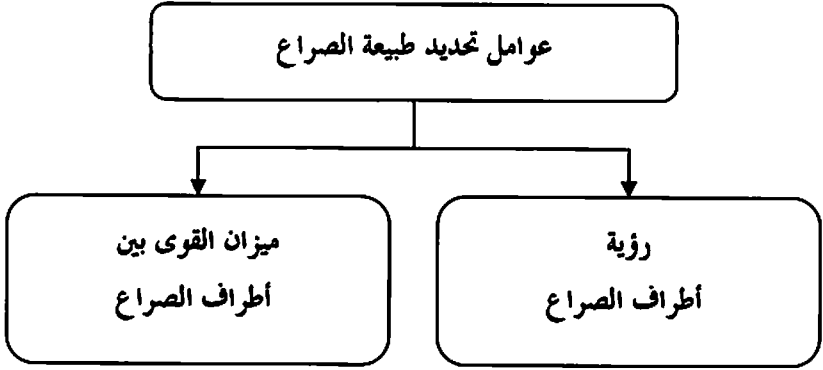 عوامل تحديد طبيعة الصراع
رؤية
أطراف الصراع
ميزان القوى بين
أطراف الصراع